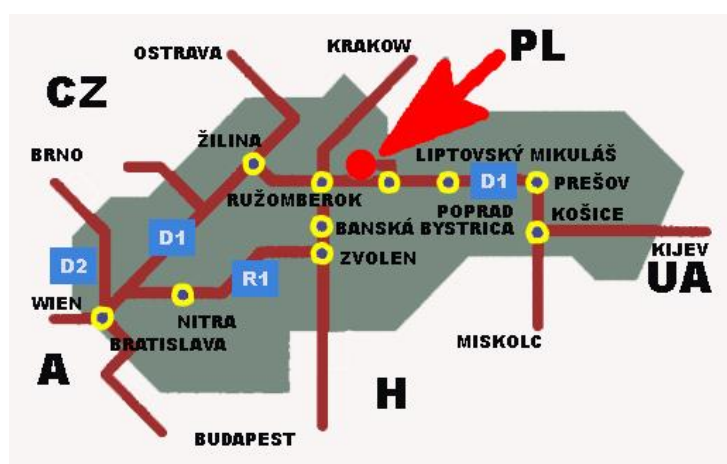 OSTRAVA
KRAKOW
PL
CZ
ŽILINA
BRNO
LIPTOVSKÝ MIKULÁŠ
D1
PREŠOV
RUŽOMBEROK
POPRAD
KOŠICE
BANSKÁ BYSTRICA
D1
D2
R1
ZVOLEN
KIJEV
UA
WIEN
NITRA
BRATISLAVA
MISKOLC
A
H
BUDAPEST